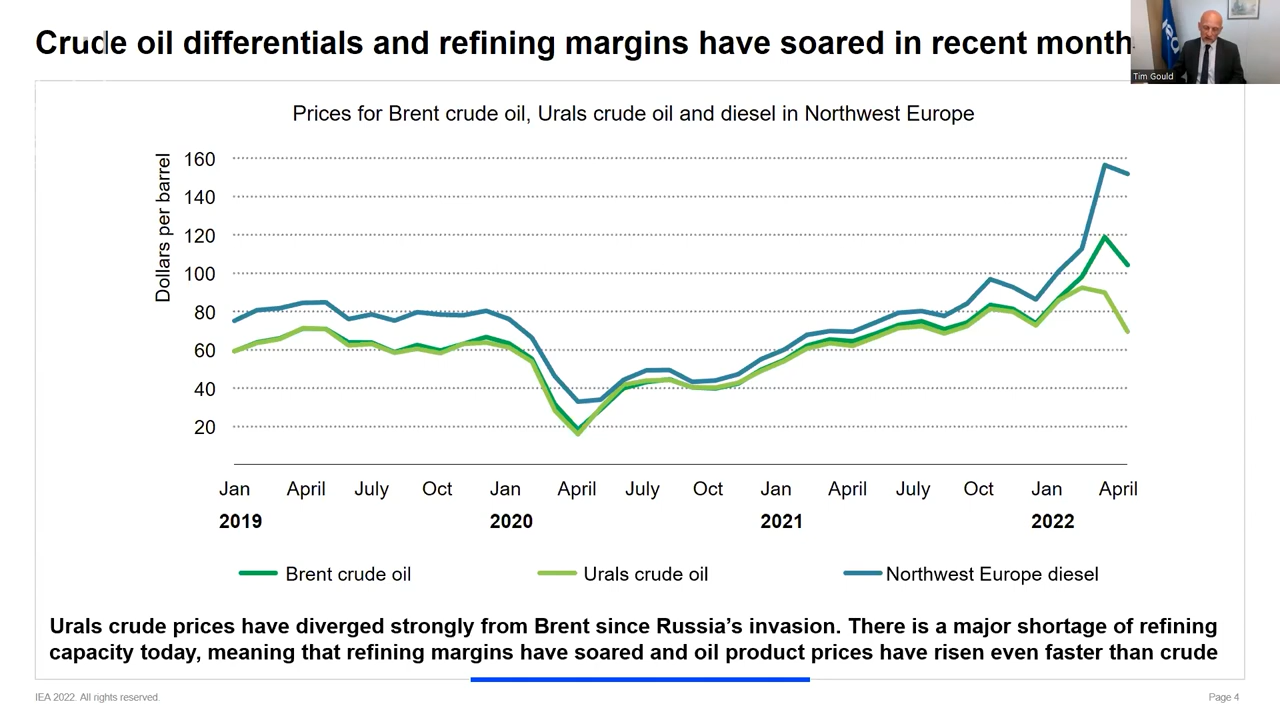 Crude oil differentials and refining margins have soared in recent month
Tim Gould
Prices for Brent crude oil, Urals crude oil and diesel in Northwest Europe
Dollars per barrel
160
140
120
100
80
60
40
20
Jan April July Oct Jan April July Oct Jan April July Oct Jan April
2019 2020 2021 2022
Brent crude oil Urals crude oil Northwest Europe diesel
Urals crude prices have diverged strongly from Brent since Russia's invasion. There is a major shortage of refining
capacity today, meaning that refining margins have soared and oil product prices have risen even faster than crude
IEA 2022. All rights reserved. Page 4